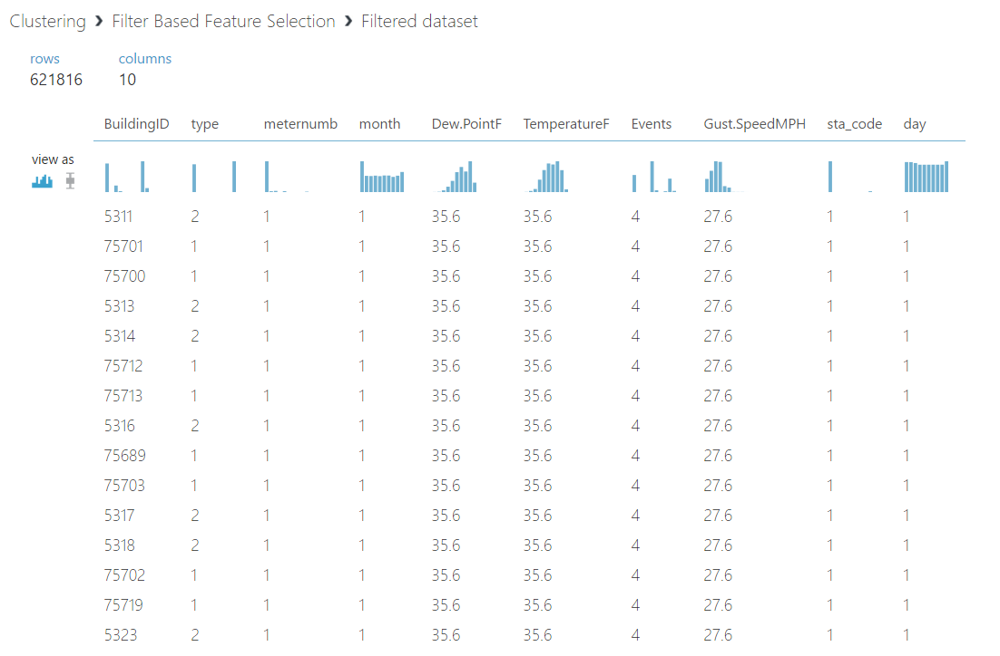 Clustering ❯ Filter Based Feature Selection ❯ Filtered dataset
rows columns
621816 10
BuildingID type meternumb month Dew.PointF TemperatureF Events Gust.SpeedMPH sta_code day
view as
5311 2 1 1 35.6 35.6 4 27.6 1 1
75701 1 1 1 35.6 35.6 4 27.6 1 1
75700 1 1 1 35.6 35.6 4 27.6 1 1
5313 2 1 1 35.6 35.6 4 27.6 1 1
5314 2 1 1 35.6 35.6 4 27.6 1 1
75712 1 1 1 35.6 35.6 4 27.6 1 1
75713 1 1 1 35.6 35.6 4 27.6 1 1
5316 2 1 1 35.6 35.6 4 27.6 1 1
75689 1 1 1 35.6 35.6 4 27.6 1 1
75703 1 1 1 35.6 35.6 4 27.6 1 1
5317 2 1 1 35.6 35.6 4 27.6 1 1
5318 2 1 1 35.6 35.6 4 27.6 1 1
75702 1 1 1 35.6 35.6 4 27.6 1 1
75719 1 1 1 35.6 35.6 4 27.6 1 1
5323 2 1 1 35.6 35.6 4 27.6 1 1